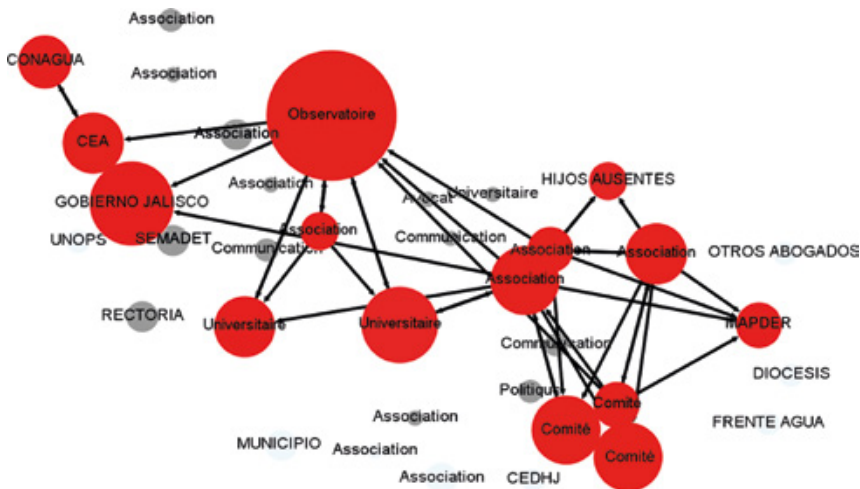 Association
CONAGUA
Association
Observatoire
Association
CEA
Association
HIJOS AUSENTES
Avocat
Universitaire
GOBIERNO JALISCO
Association
UNOPS
SEMADET
Communication
Communication
Association
Association
OTROS ABOGADOS
Association
RECTORIA
Universitaire
Universitaire
MAPDER
Communication
DIOCESIS
Politique
Comité
Association
FRENTE AGUA
Comité
MUNICIPIO
Association
Comité
Association
CEDHJ